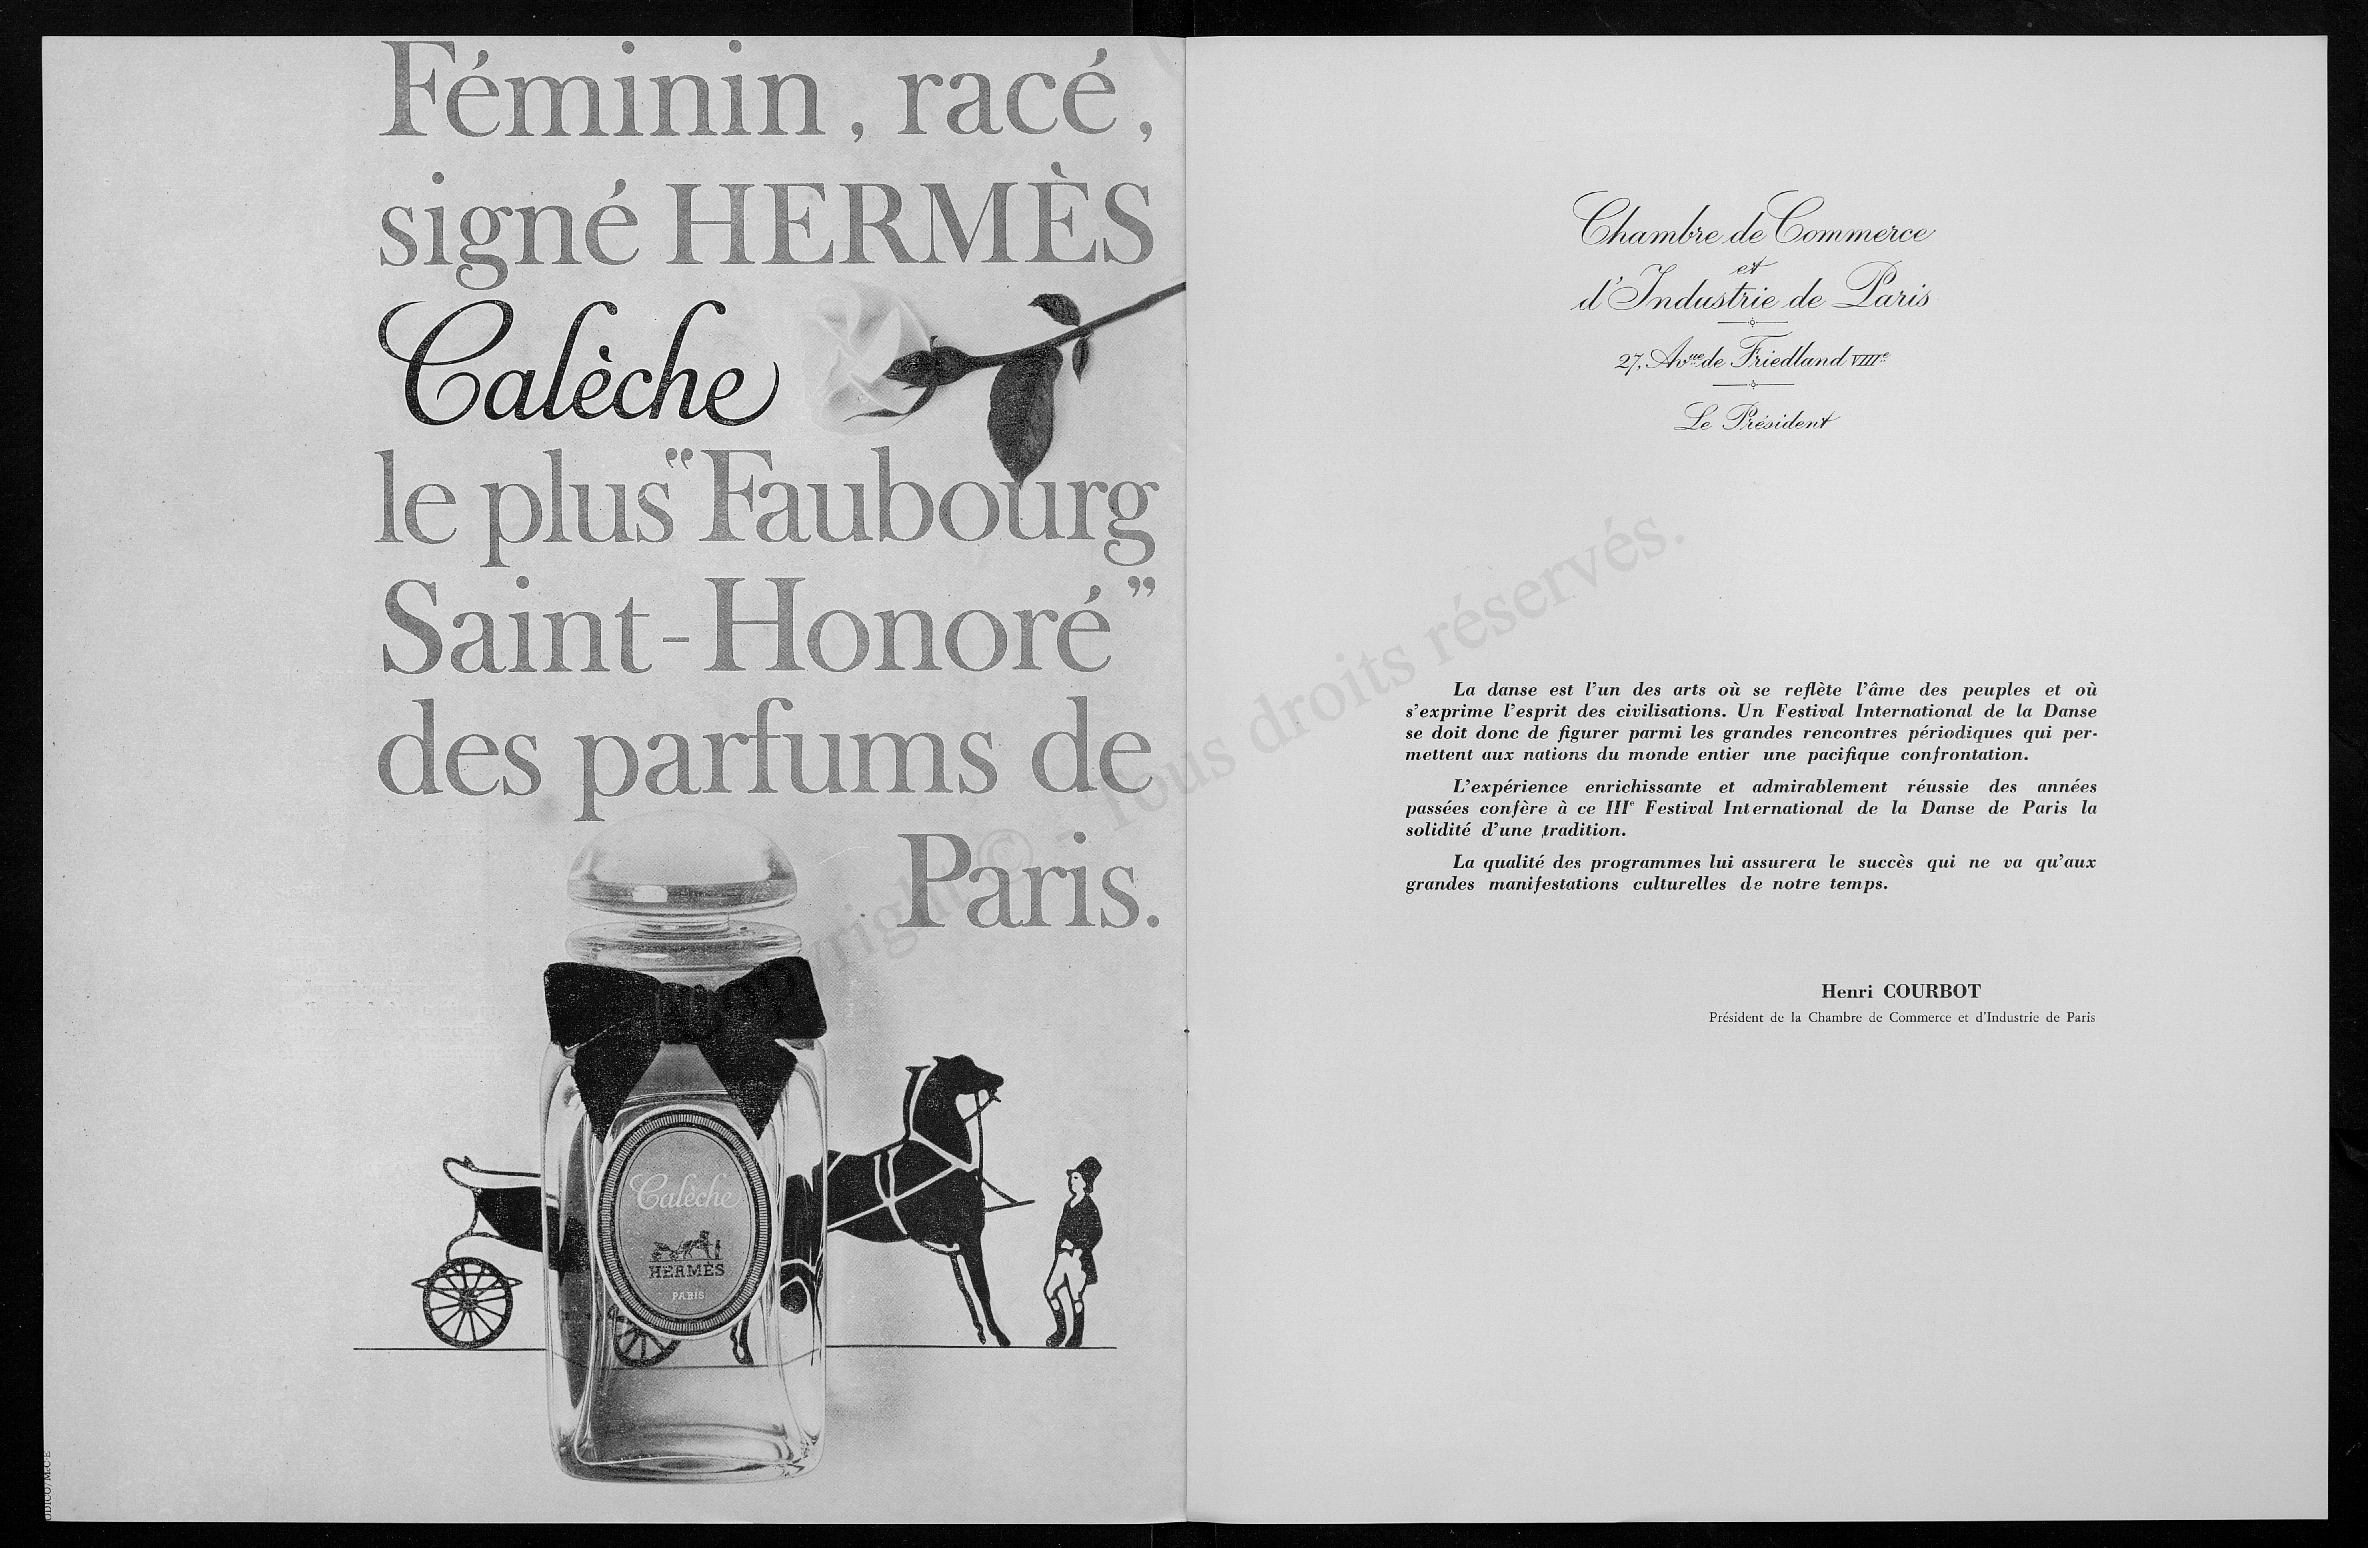 Féminin, racé,
signé HERMÈS
Calèche
le plus “Faubourg
Saint-Honoré”
des parfums de
Paris.
Calèche
HERMÈS
PARIS
Chambre de Commerce
et
d'Industrie de Paris
27, Avue de Friedland VIIIe
Le Président
La danse est l'un des arts où se reflète l'âme des peuples et où
s'exprime l'esprit des civilisations. Un Festival International de la Danse
se doit donc de figurer parmi les grandes rencontres périodiques qui per-
mettent aux nations du monde entier une pacifique confrontation.
L'expérience enrichissante et admirablement réussie des années
passées confère à ce IIIe Festival International de la Danse de Paris la
solidité d'une tradition.
La qualité des programmes lui assurera le succès qui ne va qu'aux
grandes manifestations culturelles de notre temps.
Henri COURBOT
Président de la Chambre de Commerce et d'Industrie de Paris
Copyright © - Tous droits réservés.